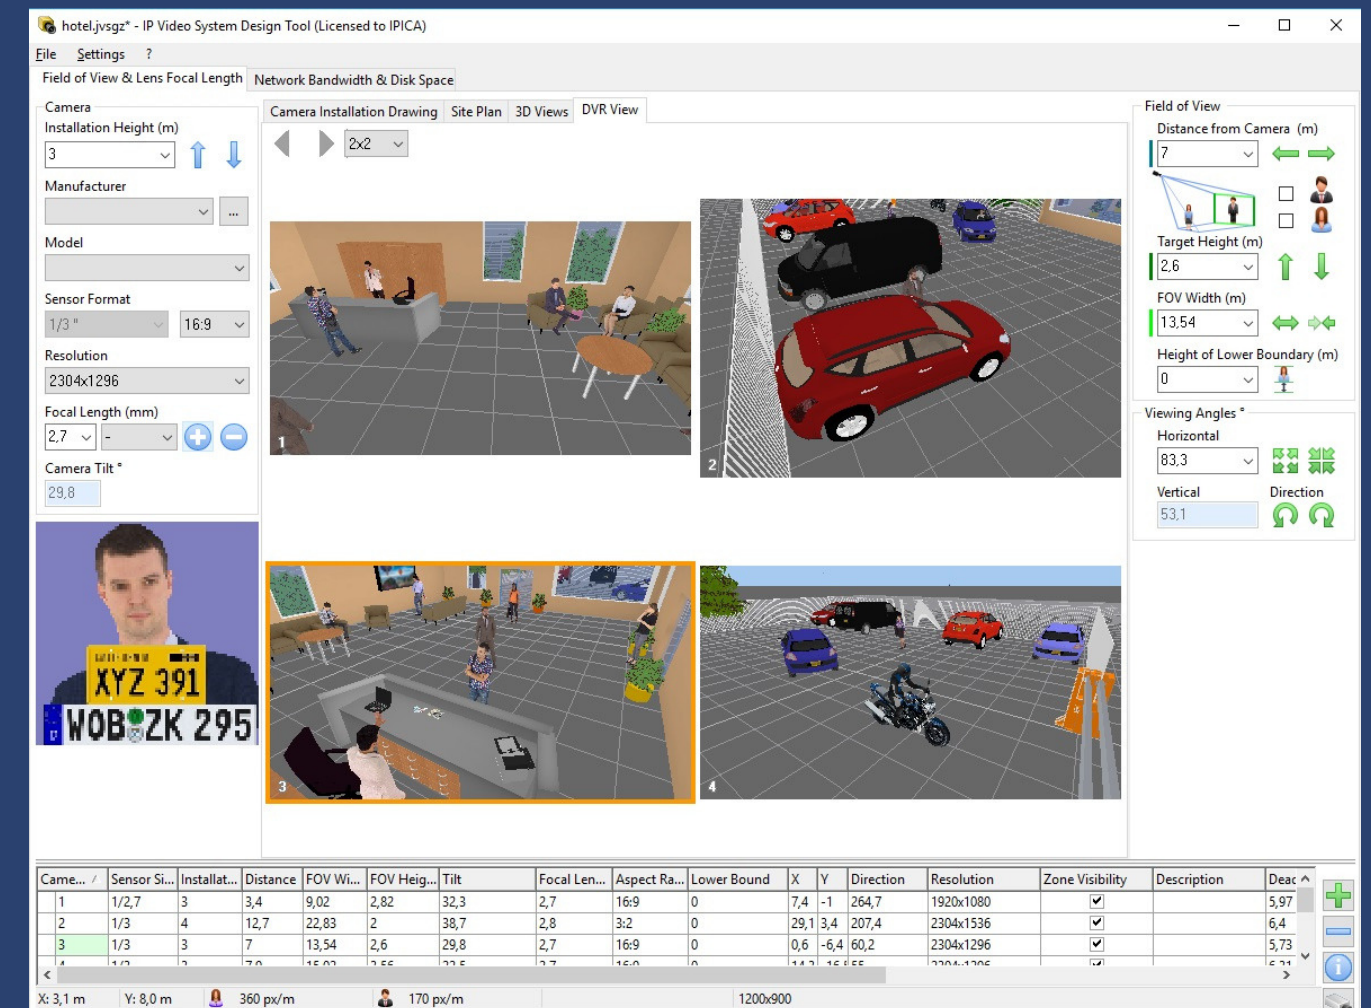 hotel.jvsgz* - IP Video System Design Tool (Licensed to IPICA)
File Settings ?
Field of View & Lens Focal Length Network Bandwidth & Disk Space
Camera
Installation Height (m)
3
Manufacturer
...
Model
Sensor Format
1/3 " 16:9
Resolution
2304x1296
Focal Length (mm)
2,7 -
Camera Tilt °
29,8
XYZ 391
WOB ZK 295
Camera Installation Drawing Site Plan 3D Views DVR View
2x2
1
2
3
4
Field of View
Distance from Camera (m)
7
Target Height (m)
2,6
FOV Width (m)
13,54
Height of Lower Boundary (m)
0
Viewing Angles °
Horizontal
83,3
Vertical Direction
53,1
Came... Sensor Si... Installat... Distance FOV Wi... FOV Heig... Tilt Focal Len... Aspect Ra... Lower Bound X Y Direction Resolution Zone Visibility Description
1 1/2,7 3 3,4 9,02 2,82 32,3 2,7 16:9 0 7,4 -1 264,7 1920x1080 5,97
2 1/3 4 12,7 22,83 2 38,7 2,8 3:2 0 29,1 3,4 207,4 2304x1536 6,4
3 1/3 3 7 13,54 2,6 29,8 2,7 16:9 0 0,6 -6,4 60,2 2304x1296 5,73
X: 3,1 m Y: 8,0 m 360 px/m 170 px/m 1200x900